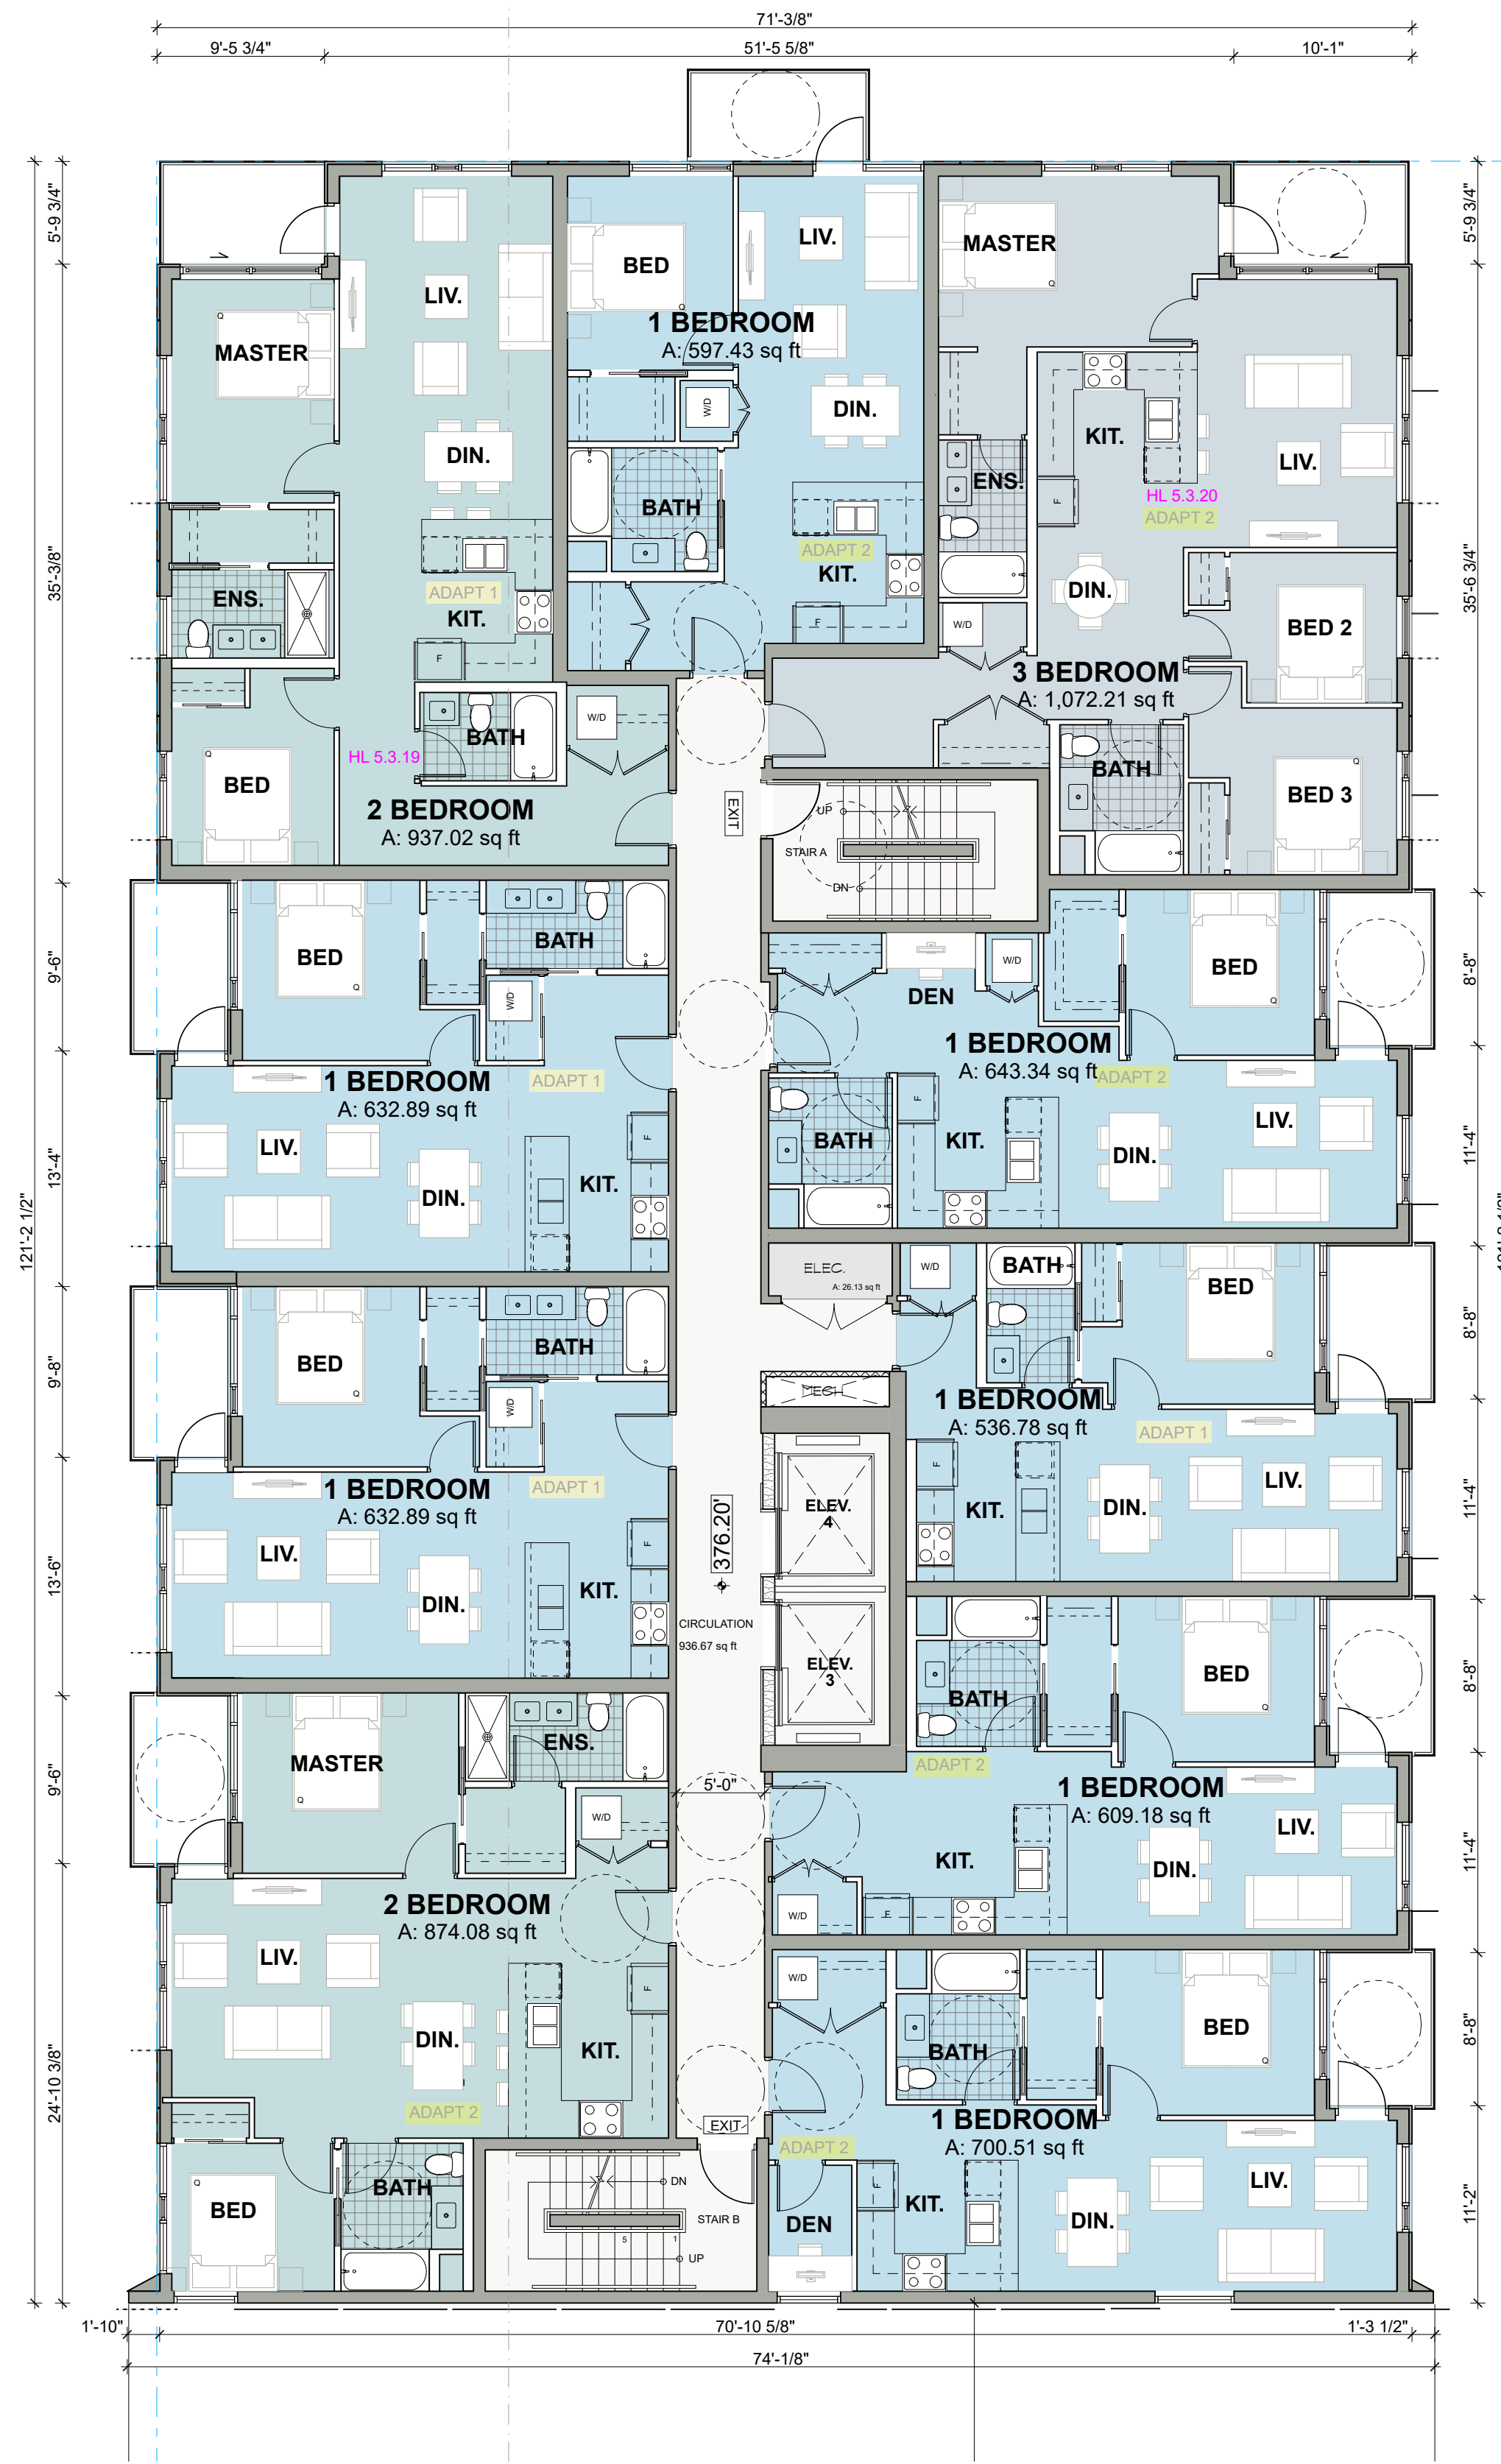 71'-3/8"
9'-5 3/4"
51'-5 5/8"
10'-1"
5'-9 3/4"
35'-3/8"
9'-6"
13'-4"
121'-2 1/2"
9'-8"
13'-6"
9'-6"
24'-10 3/8"
5'-9 3/4"
35'-6 3/4"
8'-8"
11'-4"
8'-8"
11'-4"
8'-8"
11'-4"
8'-8"
11'-2"
MASTER
LIV.
DIN.
ENS.
ADAPT 1
KIT.
F
BATH
W/D
HL 5.3.19
BED
Q
Q
2 BEDROOM
A: 937.02 sq ft
BED
Q
LIV.
1 BEDROOM
A: 597.43 sq ft
W/D
DIN.
BATH
ADAPT 2
KIT.
F
MASTER
Q
KIT.
LIV.
ENS.
F
HL 5.3.20
ADAPT 2
DIN.
W/D
BED 2
Q
3 BEDROOM
A: 1,072.21 sq ft
BATH
BED 3
Q
EXIT
UP
STAIR A
DN
BED
Q
BATH
W/D
1 BEDROOM
A: 632.89 sq ft
ADAPT 1
LIV.
DIN.
KIT.
F
DEN
W/D
BED
Q
1 BEDROOM
A: 643.34 sq ft
ADAPT 2
BATH
F
KIT.
DIN.
LIV.
ELEC.
A: 26.13 sq ft
W/D
BATH
BED
Q
MECH
1 BEDROOM
A: 536.78 sq ft
ADAPT 1
F
KIT.
DIN.
LIV.
BED
Q
BATH
W/D
1 BEDROOM
A: 632.89 sq ft
ADAPT 1
LIV.
DIN.
KIT.
F
376.20'
CIRCULATION
936.67 sq ft
ELEV.
4
ELEV.
3
BATH
BED
Q
ADAPT 2
1 BEDROOM
A: 609.18 sq ft
KIT.
DIN.
LIV.
W/D
F
MASTER
Q
ENS.
W/D
5'-0"
2 BEDROOM
A: 874.08 sq ft
LIV.
DIN.
KIT.
F
ADAPT 2
BED
Q
BATH
EXIT
DN
STAIR B
5
1
UP
W/D
BATH
BED
Q
1 BEDROOM
A: 700.51 sq ft
ADAPT 2
DEN
F
KIT.
DIN.
LIV.
1'-10"
70'-10 5/8"
1'-3 1/2"
74'-1/8"